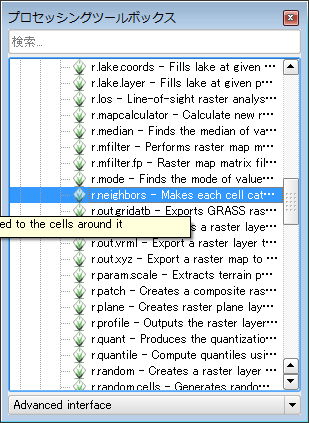 プロセッシングツールボックス
検索...
r.lake.coords - Fills lake at given ...
r.lake.layer - Fills lake at given p...
r.los - Line-of-sight raster analys...
r.mapcalculator - Calculate new r...
r.median - Finds the median of va...
r.mfilter - Performs raster map m...
r.mfilter.fp - Raster map matrix fil...
r.mode - Finds the mode of value...
r.neighbors - Makes each cell cat...
r.out.gridatb - Exports GRASS ras...
ed to the cells around it
a raster laye...
r.out.vrml - Export a raster layer t...
r.out.xyz - Export a raster map to ...
r.param.scale - Extracts terrain p...
r.patch - Creates a composite ras...
r.plane - Creates raster plane lay...
r.profile - Outputs the raster layer...
r.quant - Produces the quantizatio...
r.quantile - Compute quantiles usi...
r.random - Creates a raster layer ...
r.random.cells - Generates rando...
Advanced interface